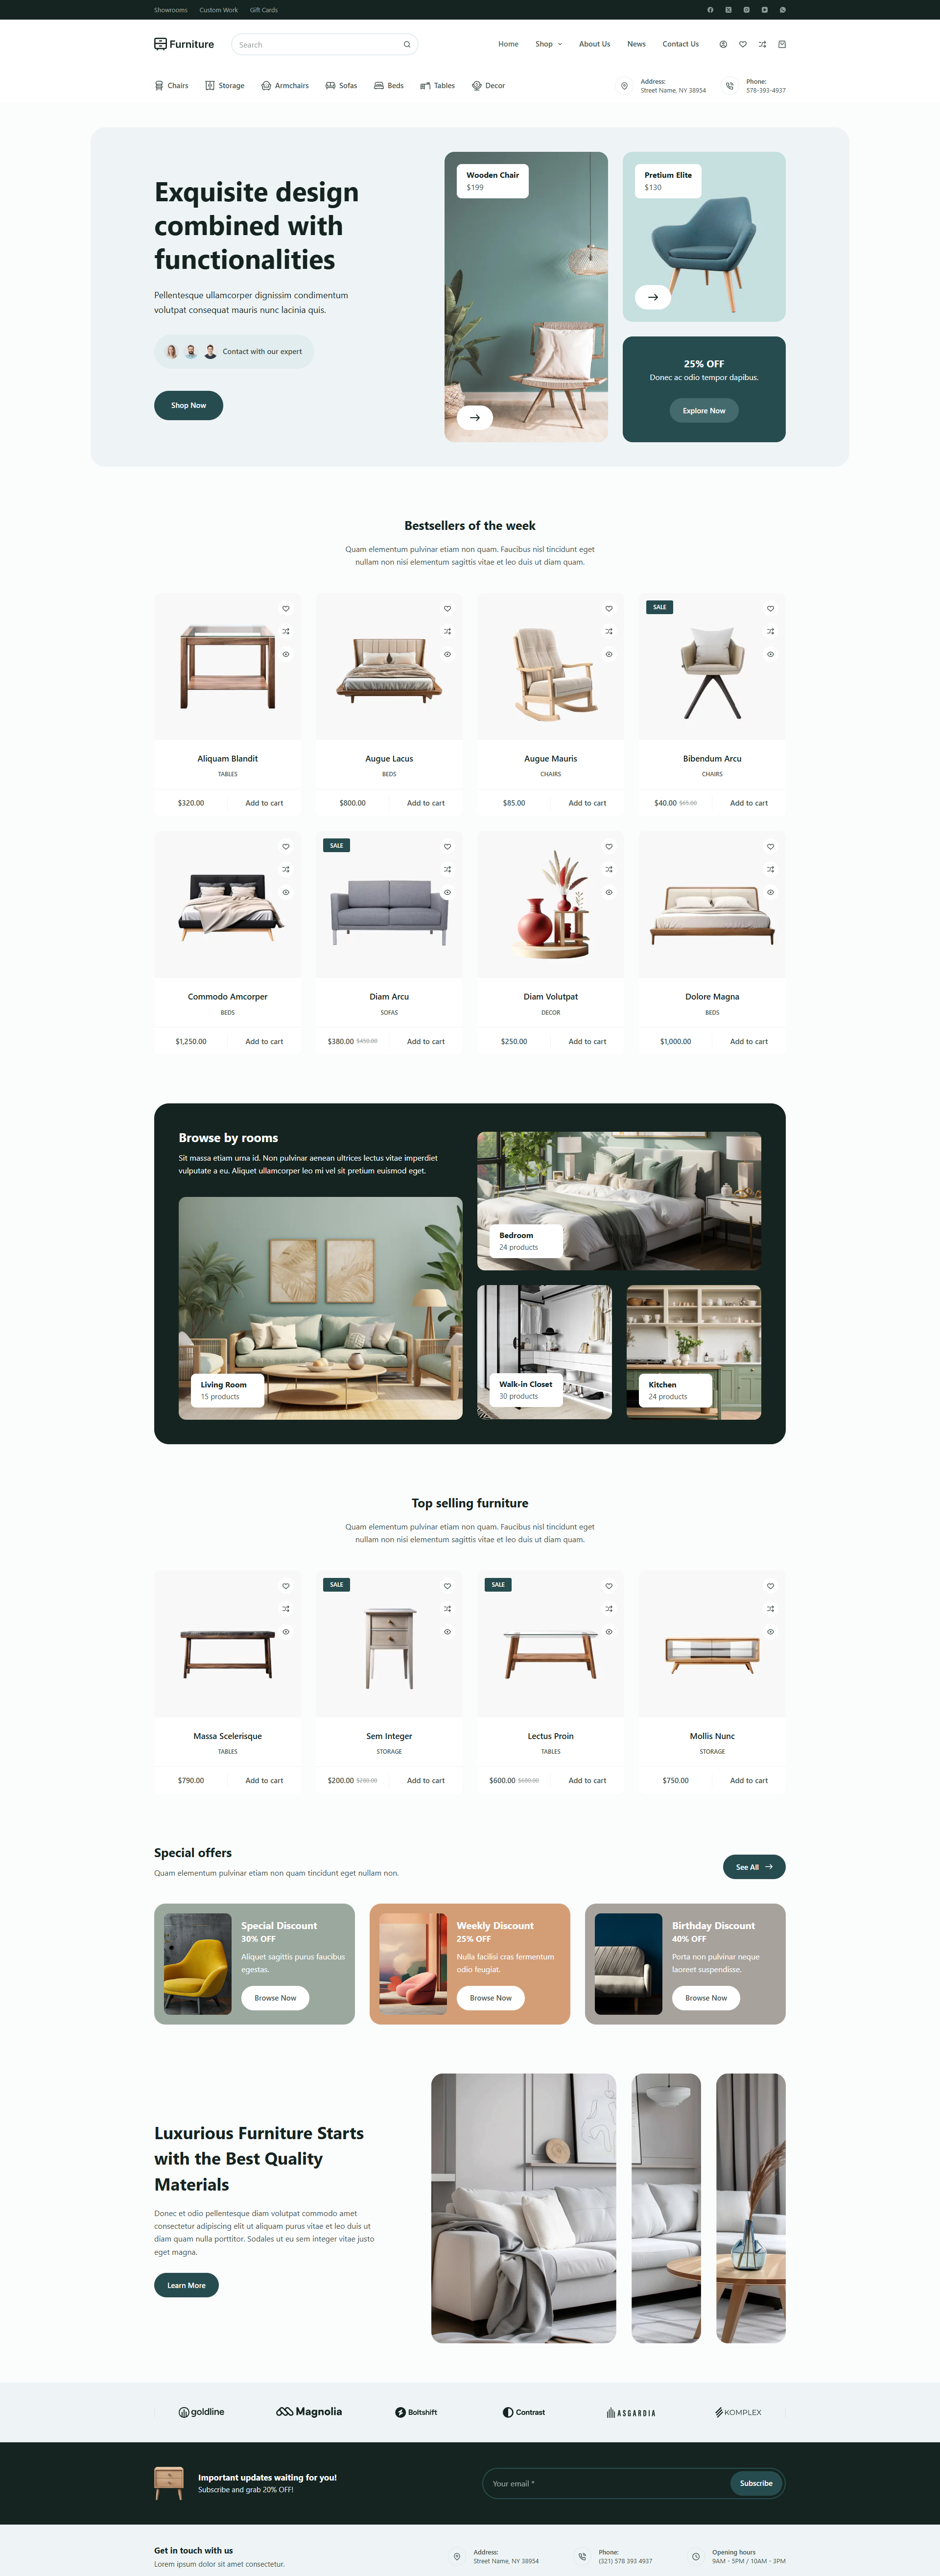 Showrooms Custom Work Gift Cards
Furniture
Search
Home Shop About Us News Contact Us
Chairs Storage Armchairs Sofas Beds Tables Decor
Address:
Street Name, NY 38954
Phone:
578-393-4937
Exquisite design
combined with
functionalities
Pellentesque ullamcorper dignissim condimentum
volutpat consequat mauris nunc lacinia quis.
Contact with our expert
Shop Now
Wooden Chair
$199
Pretium Elite
$130
25% OFF
Donec ac odio tempor dapibus.
Explore Now
Bestsellers of the week
Quam elementum pulvinar etiam non quam. Faucibus nisl tincidunt eget
nullam non nisi elementum sagittis vitae et leo duis ut diam quam.
Aliquam Blandit
TABLES
$320.00 Add to cart
Augue Lacus
BEDS
$800.00 Add to cart
Augue Mauris
CHAIRS
$85.00 Add to cart
SALE
Bibendum Arcu
CHAIRS
$40.00 $65.00 Add to cart
Commodo Amcorper
BEDS
$1,250.00 Add to cart
SALE
Diam Arcu
SOFAS
$380.00 $450.00 Add to cart
Diam Volutpat
DECOR
$250.00 Add to cart
Dolore Magna
BEDS
$1,000.00 Add to cart
Browse by rooms
Sit massa etiam urna id. Non pulvinar aenean ultrices lectus vitae imperdiet
vulputate a eu. Aliquet ullamcorper leo mi vel sit pretium euismod eget.
Living Room
15 products
Bedroom
24 products
Walk-in Closet
30 products
Kitchen
24 products
Top selling furniture
Quam elementum pulvinar etiam non quam. Faucibus nisl tincidunt eget
nullam non nisi elementum sagittis vitae et leo duis ut diam quam.
Massa Scelerisque
TABLES
$790.00 Add to cart
SALE
Sem Integer
STORAGE
$200.00 $280.00 Add to cart
SALE
Lectus Proin
TABLES
$600.00 $680.00 Add to cart
Mollis Nunc
STORAGE
$750.00 Add to cart
Special offers
Quam elementum pulvinar etiam non quam tincidunt eget nullam non.
See All
Special Discount
30% OFF
Aliquet sagittis purus faucibus
egestas.
Browse Now
Weekly Discount
25% OFF
Nulla facilisi cras fermentum
odio feugiat.
Browse Now
Birthday Discount
40% OFF
Porta non pulvinar neque
laoreet suspendisse.
Browse Now
Luxurious Furniture Starts
with the Best Quality
Materials
Donec et odio pellentesque diam volutpat commodo amet
consectetur adipiscing elit ut aliquam purus vitae et leo duis ut
diam quam nulla porttitor. Sodales ut eu sem integer vitae justo
eget magna.
Learn More
goldline Magnolia Boltshift Contrast ASGARDIA KOMPLEX
Important updates waiting for you!
Subscribe and grab 20% OFF!
Your email *
Subscribe
Get in touch with us
Lorem ipsum dolor sit amet consectetur.
Address:
Street Name, NY 38954
Phone:
(321) 578 393 4937
Opening hours
9AM - 5PM / 10AM - 3PM